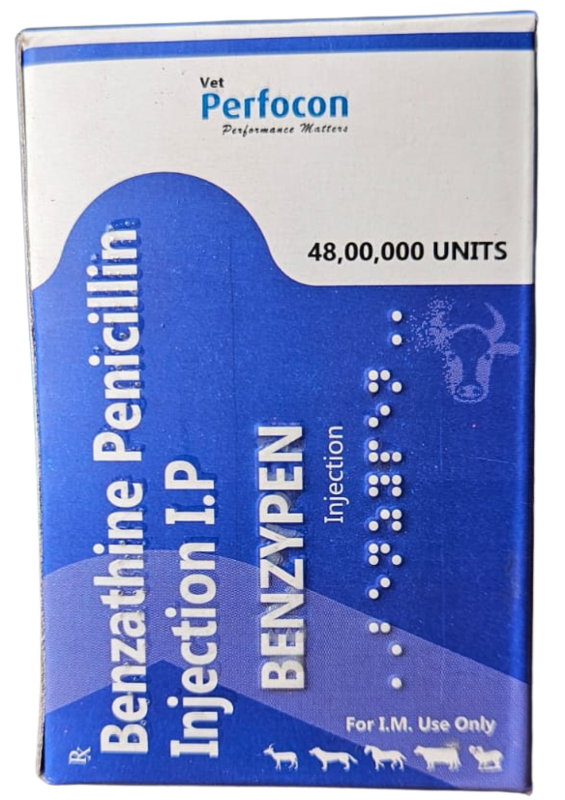 Vet
Perfocon
Performance Matters
48,00,000 UNITS
Benzathine Penicillin
Injection I.P
BENZYPEN
Injection
For I.M. Use Only
℞